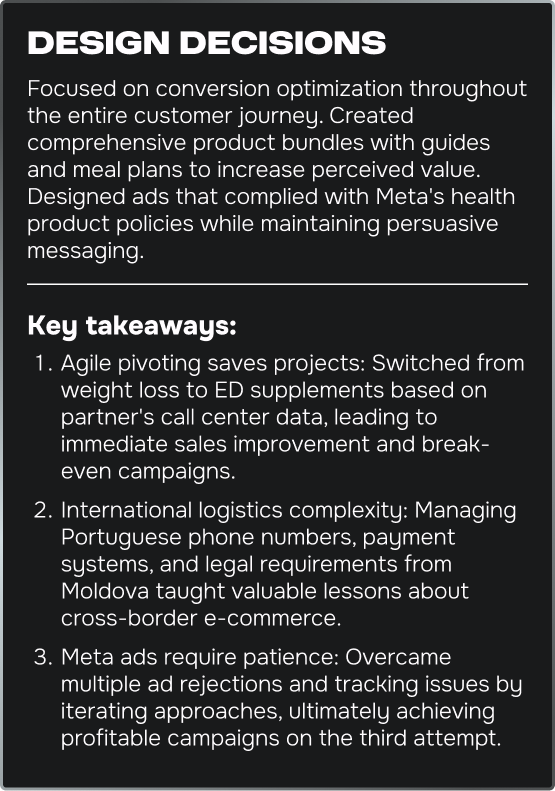 DESIGN DECISIONS
Focused on conversion optimization throughout
the entire customer journey. Created
comprehensive product bundles with guides
and meal plans to increase perceived value.
Designed ads that complied with Meta's health
product policies while maintaining persuasive
messaging.
Key takeaways:
1. Agile pivoting saves projects: Switched from
weight loss to ED supplements based on
partner's call center data, leading to
immediate sales improvement and break-
even campaigns.
2. International logistics complexity: Managing
Portuguese phone numbers, payment
systems, and legal requirements from
Moldova taught valuable lessons about
cross-border e-commerce.
3. Meta ads require patience: Overcame
multiple ad rejections and tracking issues by
iterating approaches, ultimately achieving
profitable campaigns on the third attempt.